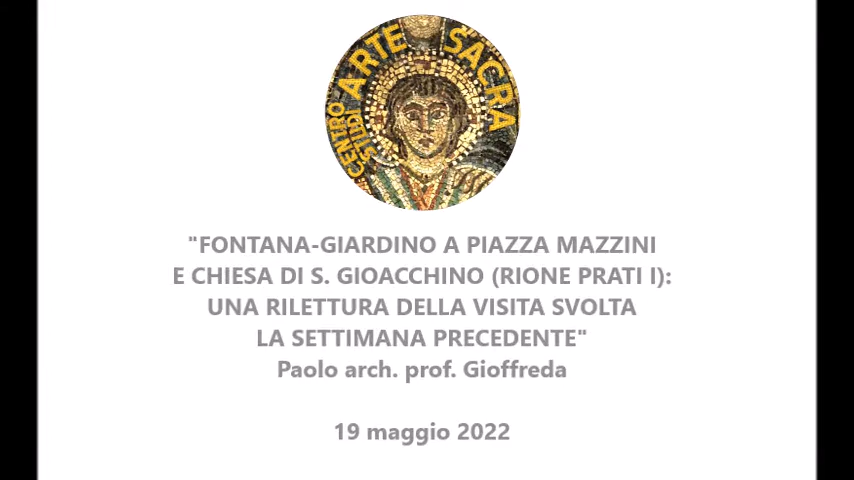 CENTRO
STUDI
ARTE
SACRA
"FONTANA-GIARDINO A PIAZZA MAZZINI
E CHIESA DI S. GIOACCHINO (RIONE PRATI I):
UNA RILETTURA DELLA VISITA SVOLTA
LA SETTIMANA PRECEDENTE"
Paolo arch. prof. Gioffreda
19 maggio 2022